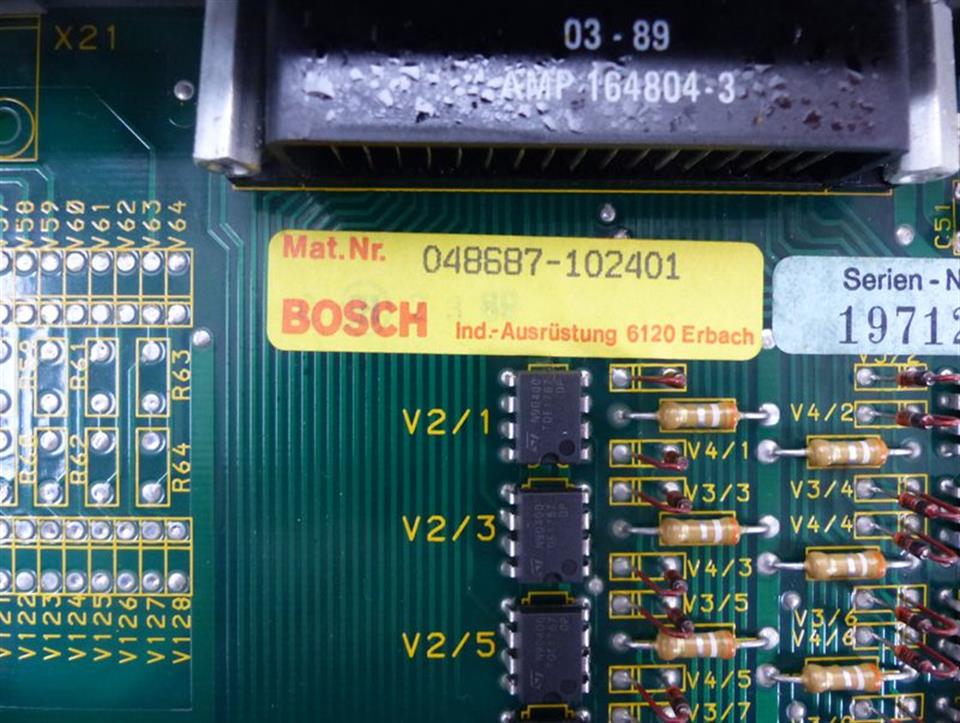 X21
03 - 89
AMP 164804-3
V58
V59
V60
V61
V62
V63
V64
C51
Mat.Nr. 048687-102401
BOSCH Ind.-Ausrüstung 6120 Erbach
Serien - N
19712
R59
R61
R63
R60
R62
R64
V2/1
V4/1
V4/2
V3/3
V3/4
V2/3
V4/4
V4/3
V3/5
V3/6
V4/6
V2/5
V4/5
V3/7
V121
V122
V123
V124
V125
V126
V127
V128